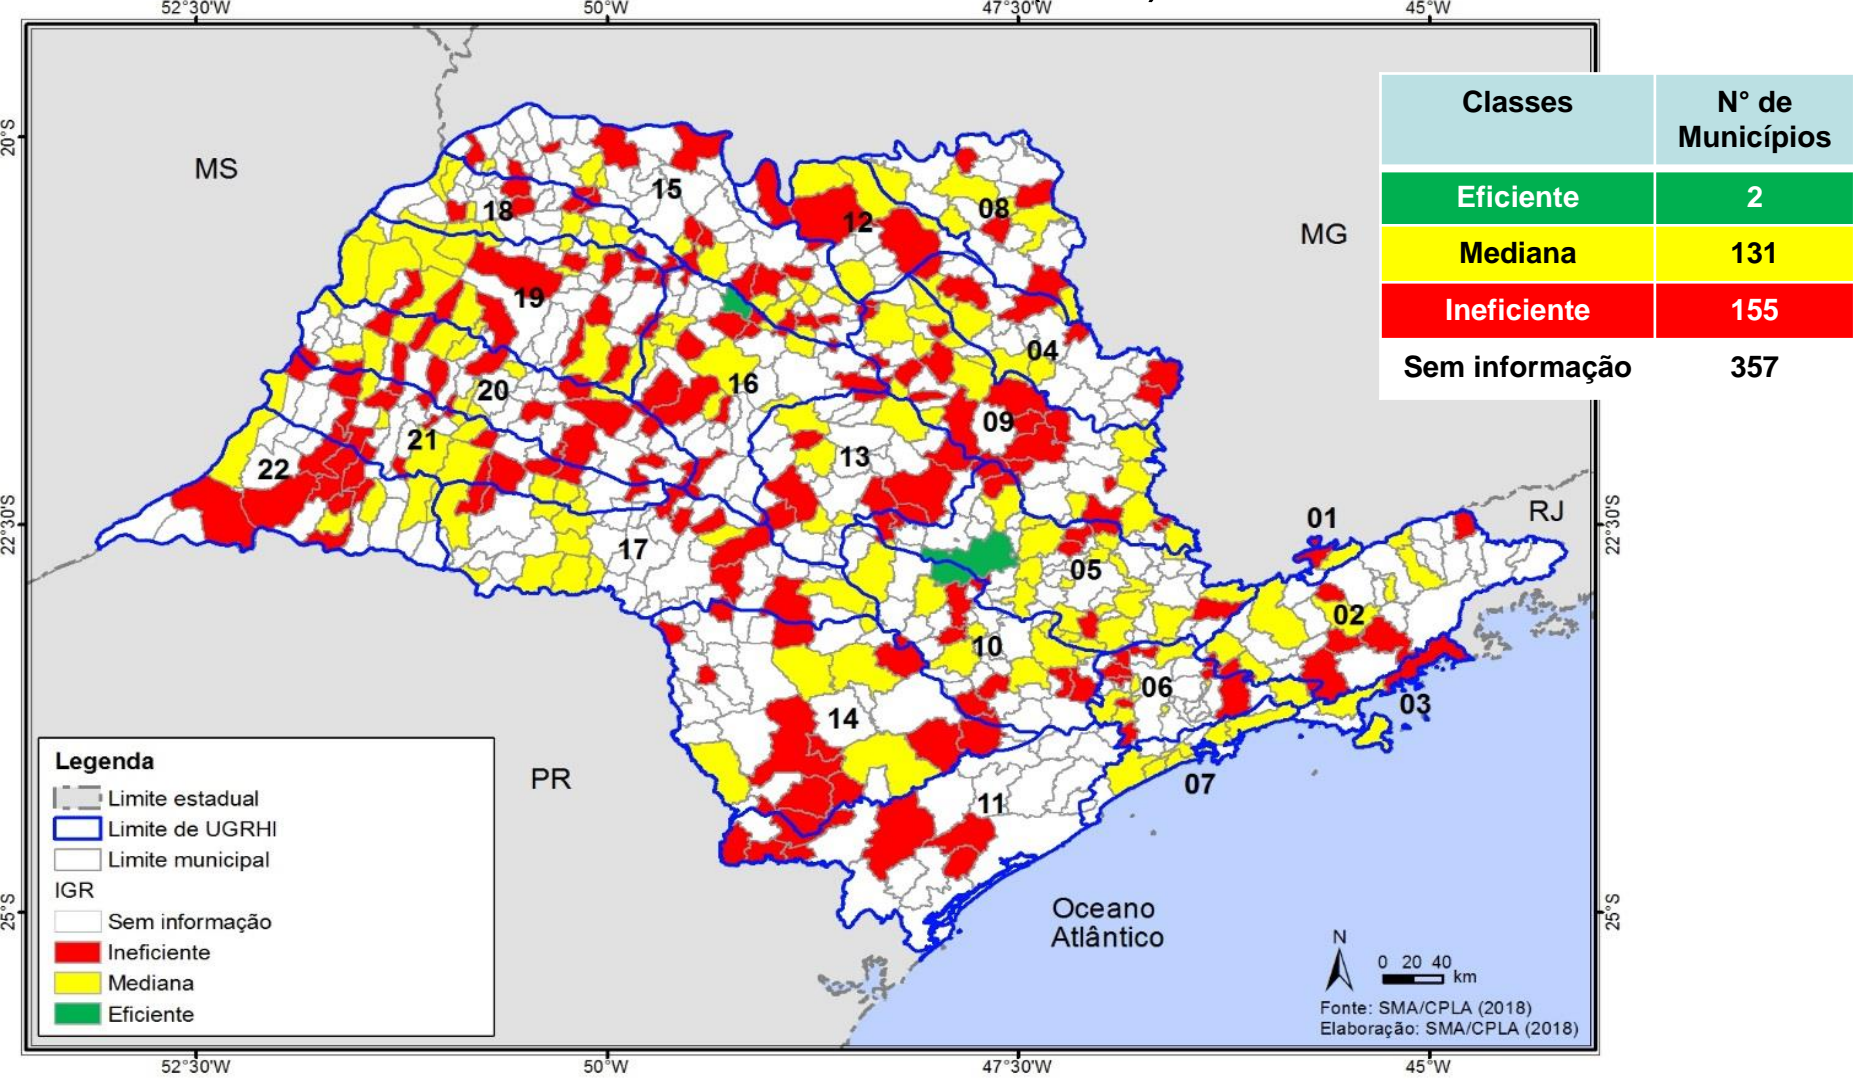 52°30'W
50°W
47°30'W
45°W
20°S
22°30'S
25°S
22°30'S
25°S
MS
MG
RJ
PR
15
18
12
08
19
04
16
20
09
21
13
22
01
17
05
02
10
06
03
14
07
11
Oceano
Atlântico
Classes
N° de
Municípios
Eficiente 2
Mediana 131
Ineficiente 155
Sem informação 357
Legenda
Limite estadual
Limite de UGRHI
Limite municipal
IGR
Sem informação
Ineficiente
Mediana
Eficiente
N
0 20 40
km
Fonte: SMA/CPLA (2018)
Elaboração: SMA/CPLA (2018)
52°30'W
50°W
47°30'W
45°W